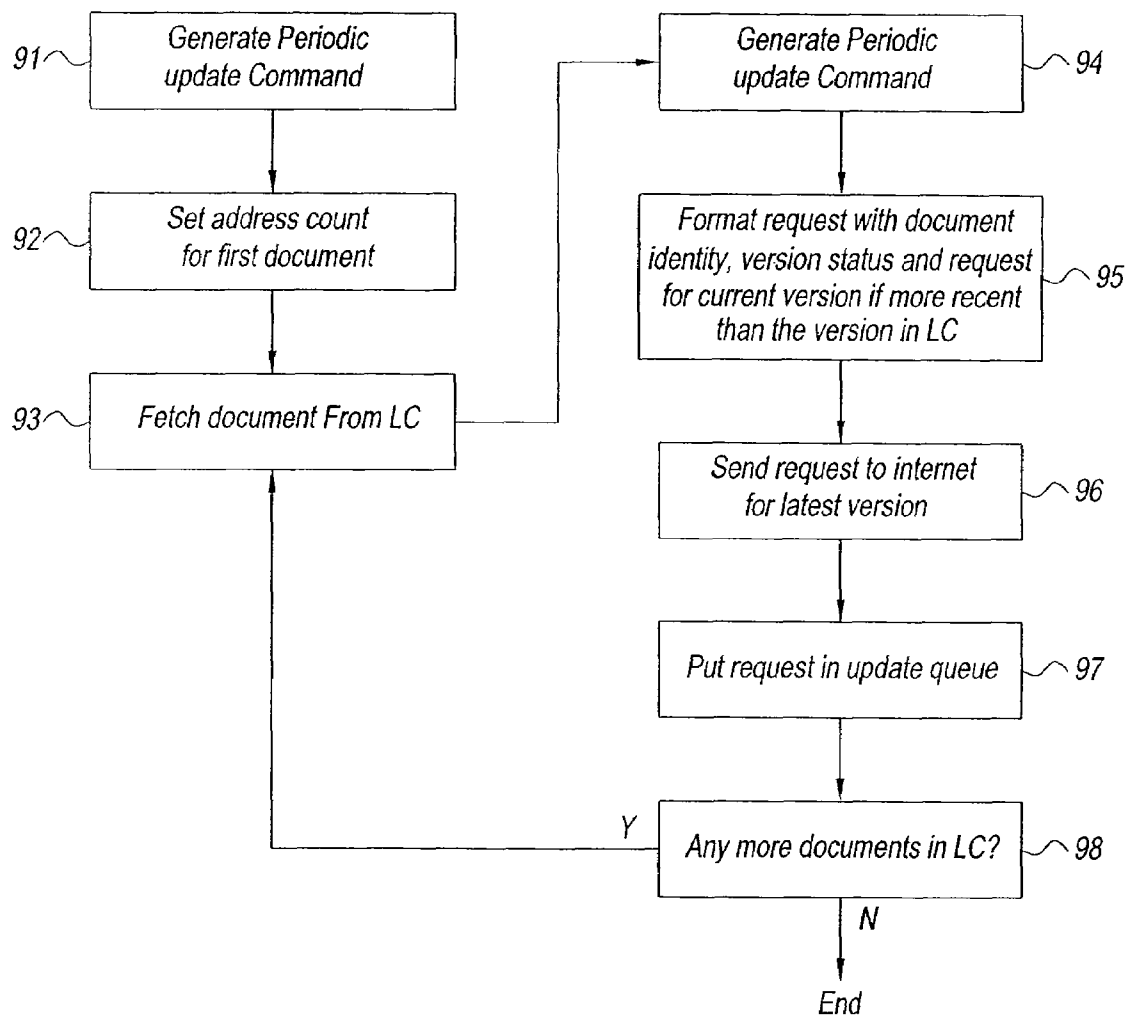 91
Generate Periodic
update Command
92
Set address count
for first document
93
Fetch document From LC
Generate Periodic
update Command
94
Format request with document
identity, version status and request
for current version if more recent
than the version in LC
95
Send request to internet
for latest version
96
Put request in update queue
97
Y
Any more documents in LC?
98
N
End